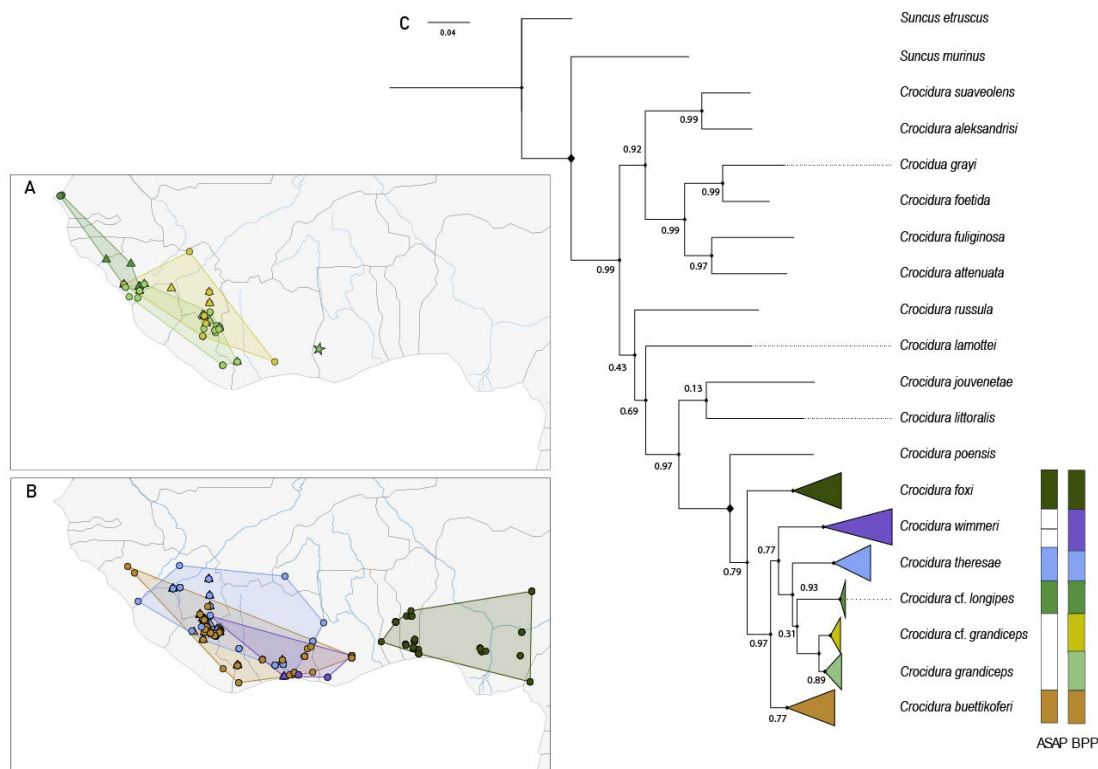 C
0.04
Suncus etruscus
Suncus murinus
Crocidura suaveolens
0.99
Crocidura aleksandrisi
0.92
Crocidua grayi
0.99
Crocidura foetida
0.99
Crocidura fuliginosa
0.97
Crocidura attenuata
0.99
Crocidura russula
0.43
Crocidura lamottei
0.69
Crocidura jouvenetae
0.13
Crocidura littoralis
0.97
Crocidura poensis
Crocidura foxi
0.79
Crocidura wimmeri
0.77
Crocidura theresae
0.93
Crocidura cf. longipes
0.31
0.97
Crocidura cf. grandiceps
Crocidura grandiceps
0.89
Crocidura buettikoferi
0.77
ASAP BPP
A
B